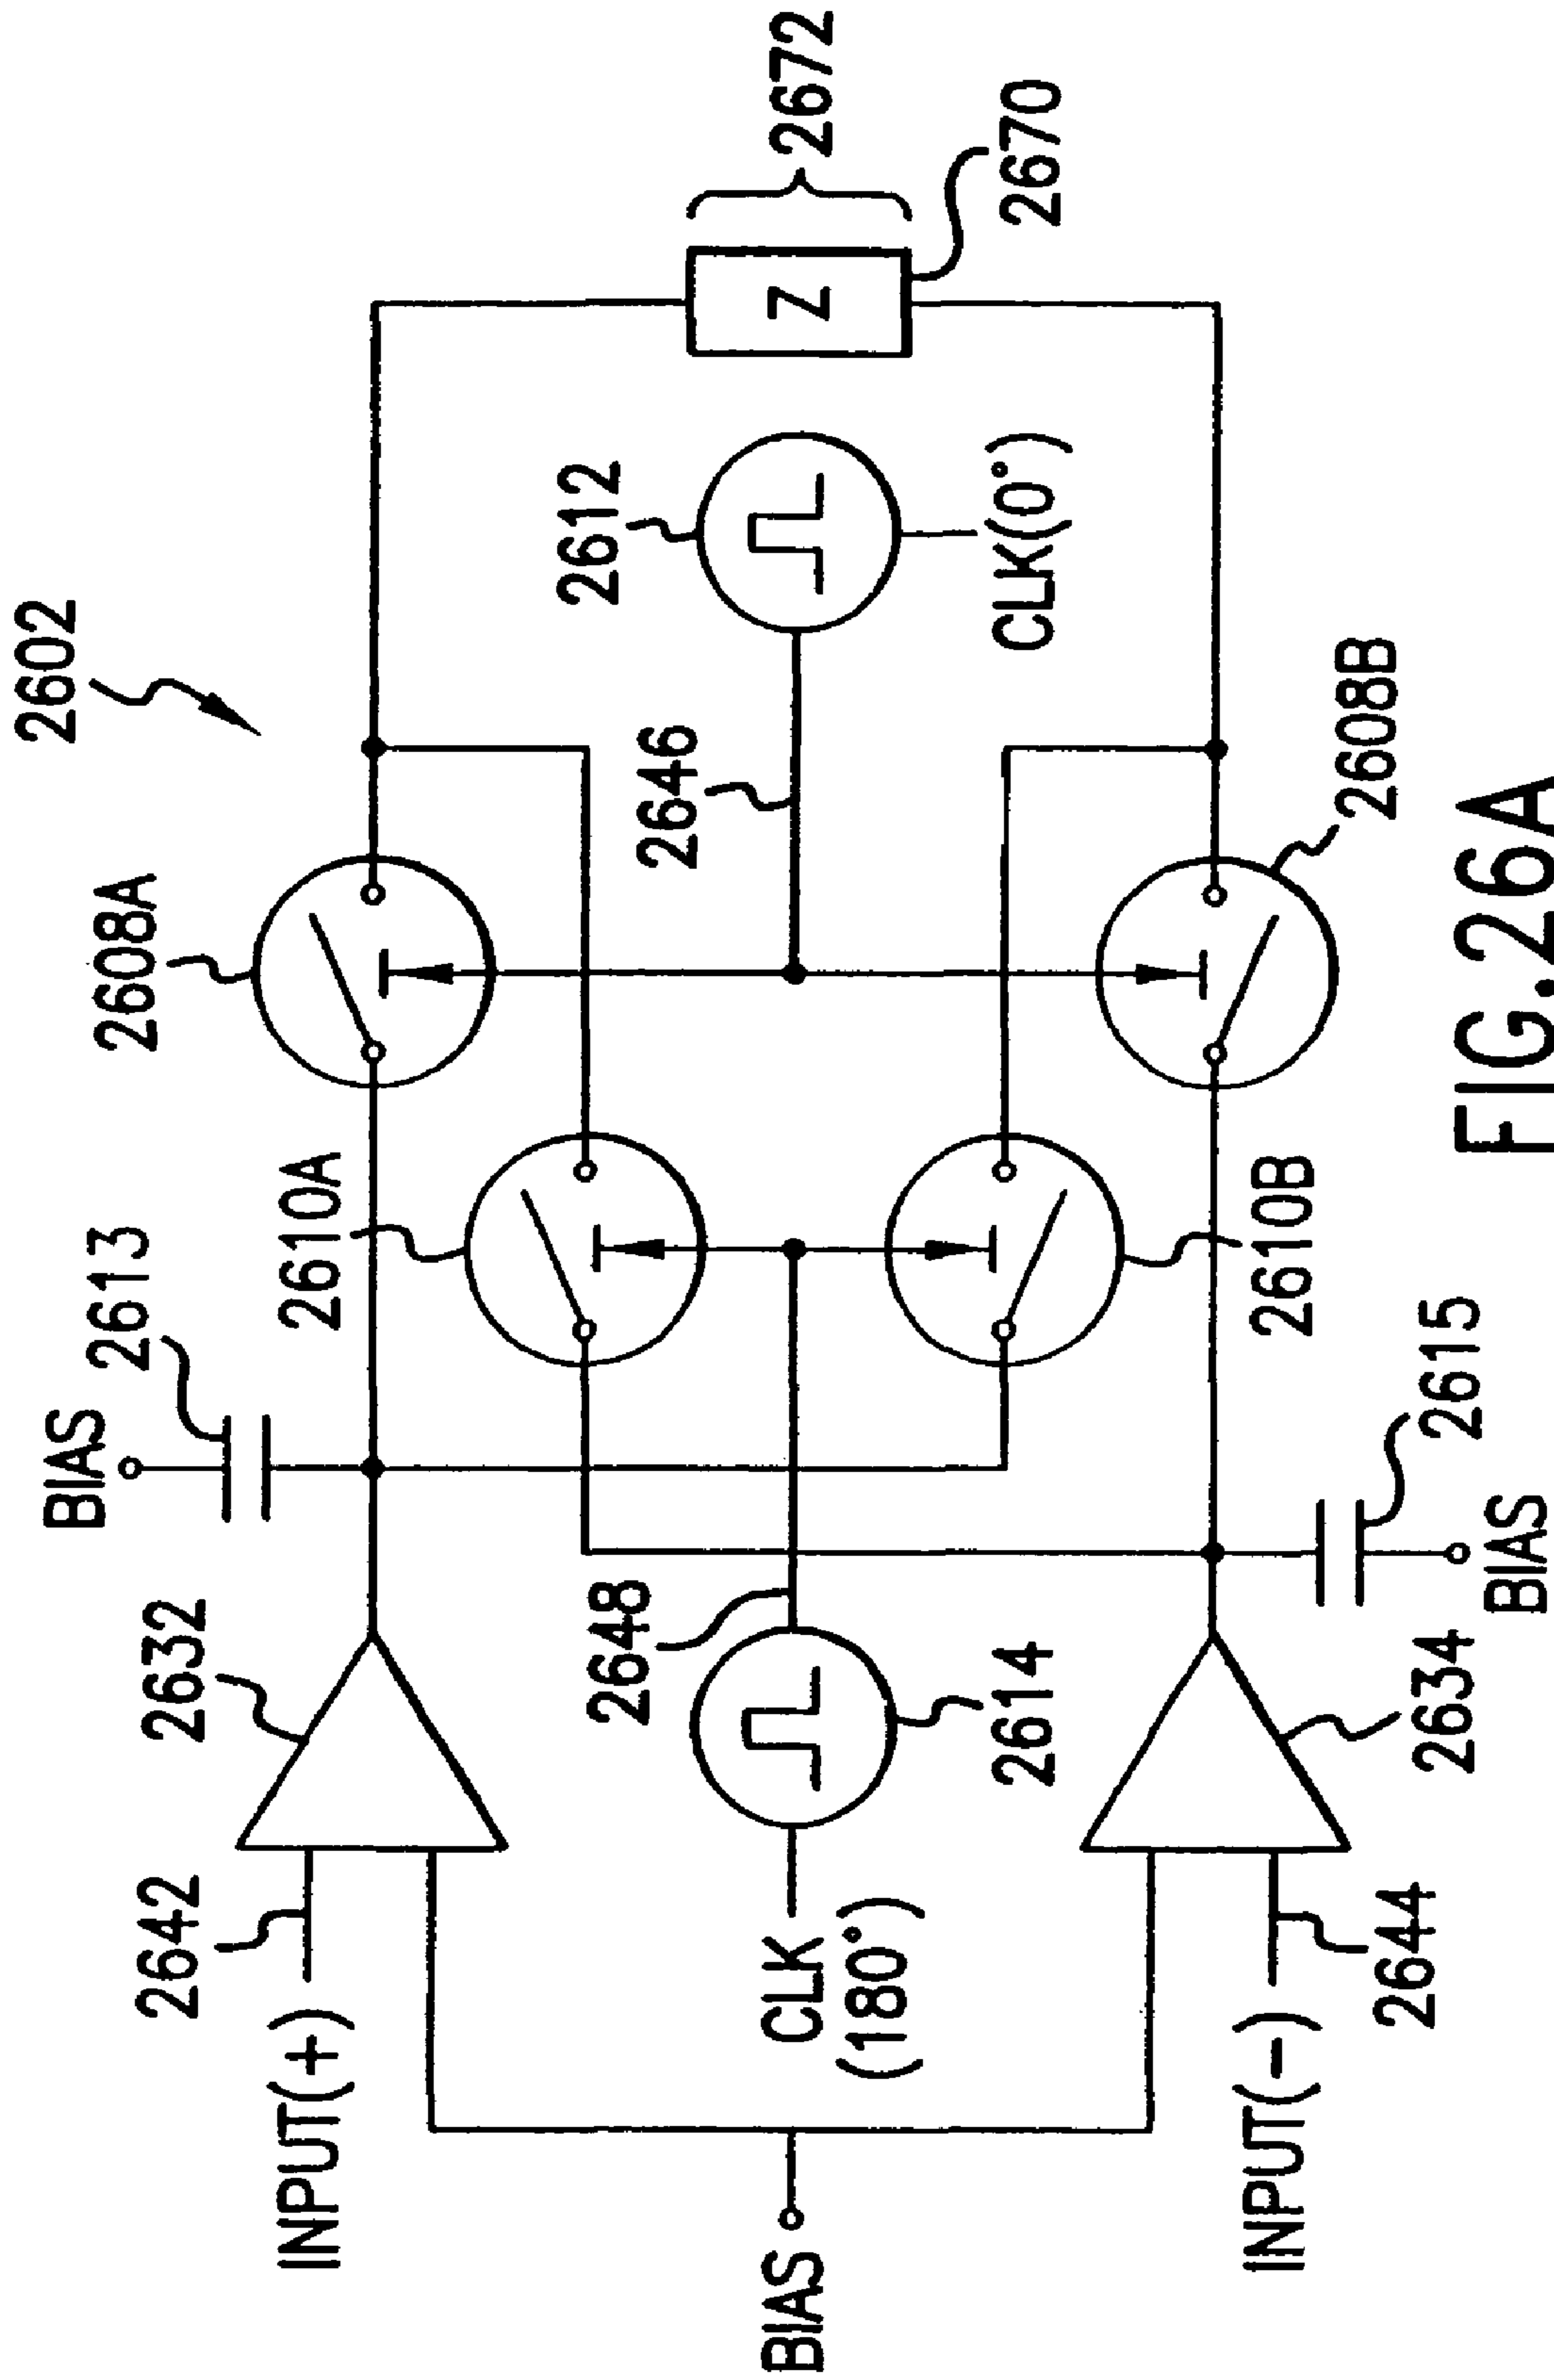 2602
2608A
2613
BIAS
2610A
2632
2642
INPUT(+)
2612
2672
2646
2670
Z
CLK(0°)
2648
2614
CLK
(180°)
BIAS
2608B
2610B
2615
BIAS
2634
2644
INPUT(−)
FIG.26A